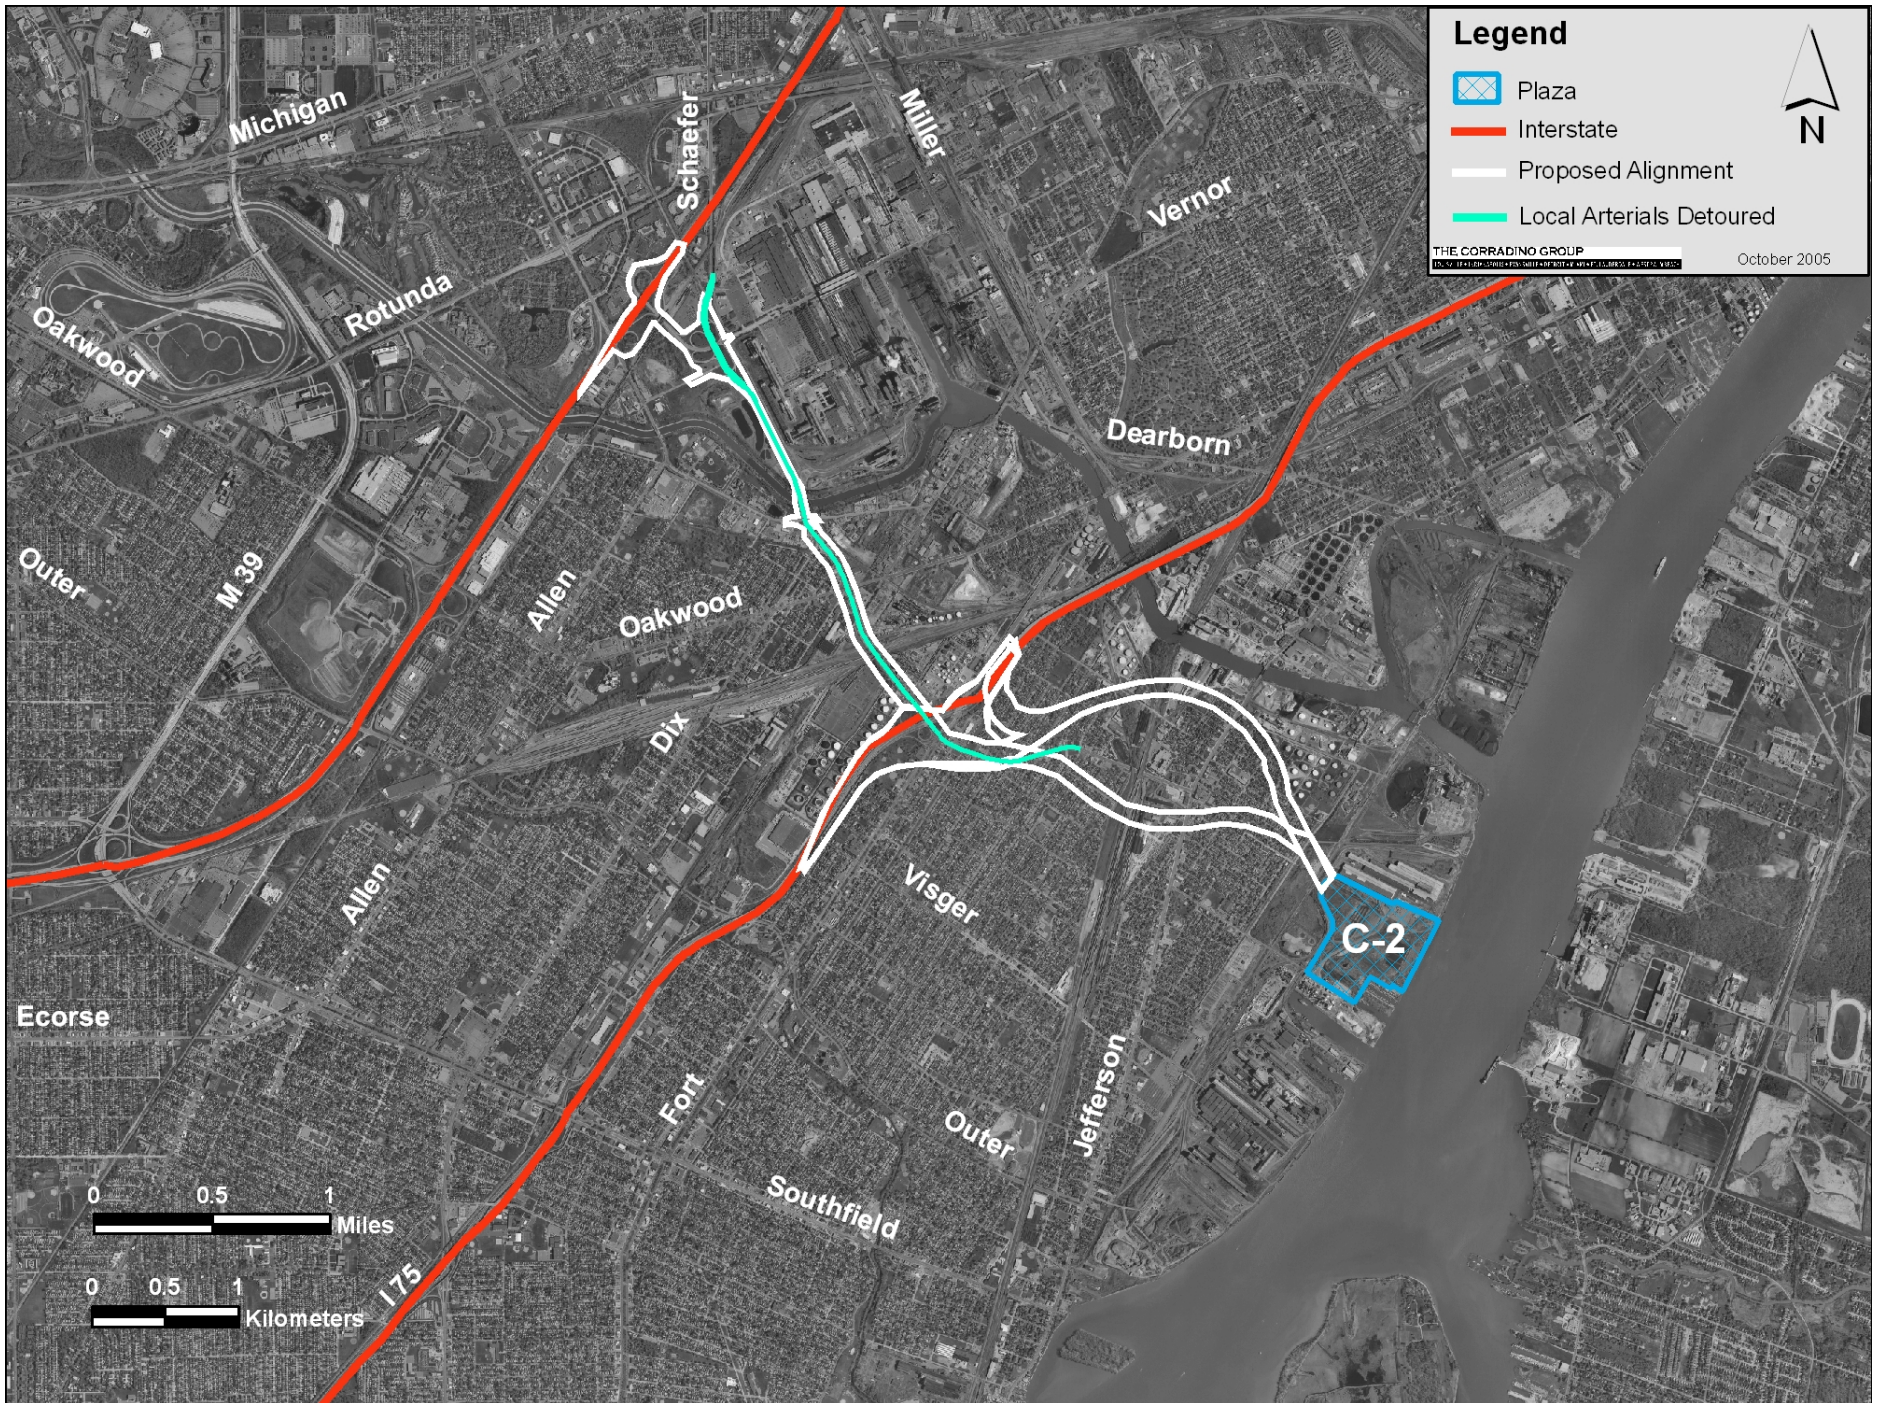 Legend
Plaza
Interstate
Proposed Alignment
Local Arterials Detoured
THE CORRADINO GROUP
October 2005
N
Michigan
Schaefer
Miller
Vernor
Rotunda
Oakwood
Dearborn
Outer
M 39
Allen
Oakwood
Dix
Allen
Visger
C-2
Ecorse
Fort
Jefferson
Outer
Southfield
I 75
0 0.5 1
Miles
0 0.5 1
Kilometers